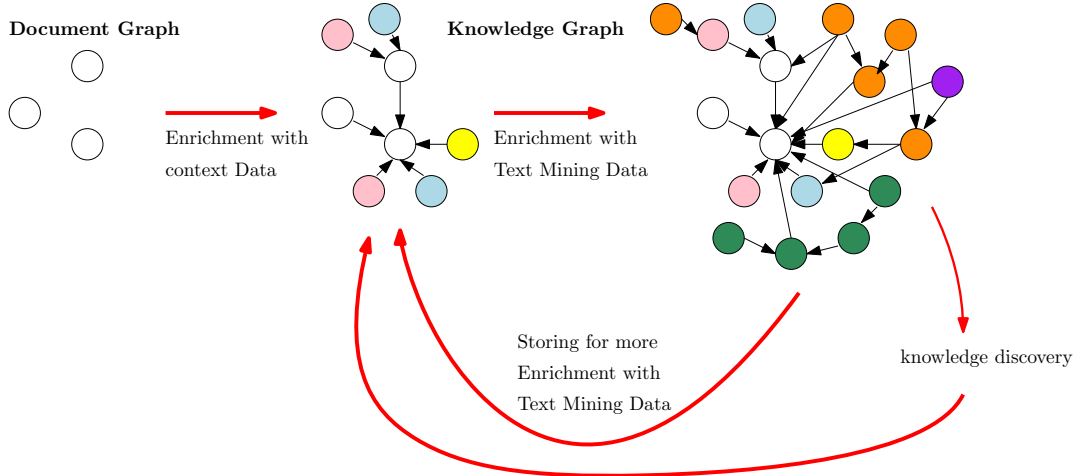 Document Graph
Knowledge Graph
Enrichment with
context Data
Enrichment with
Text Mining Data
Storing for more
Enrichment with
Text Mining Data
knowledge discovery